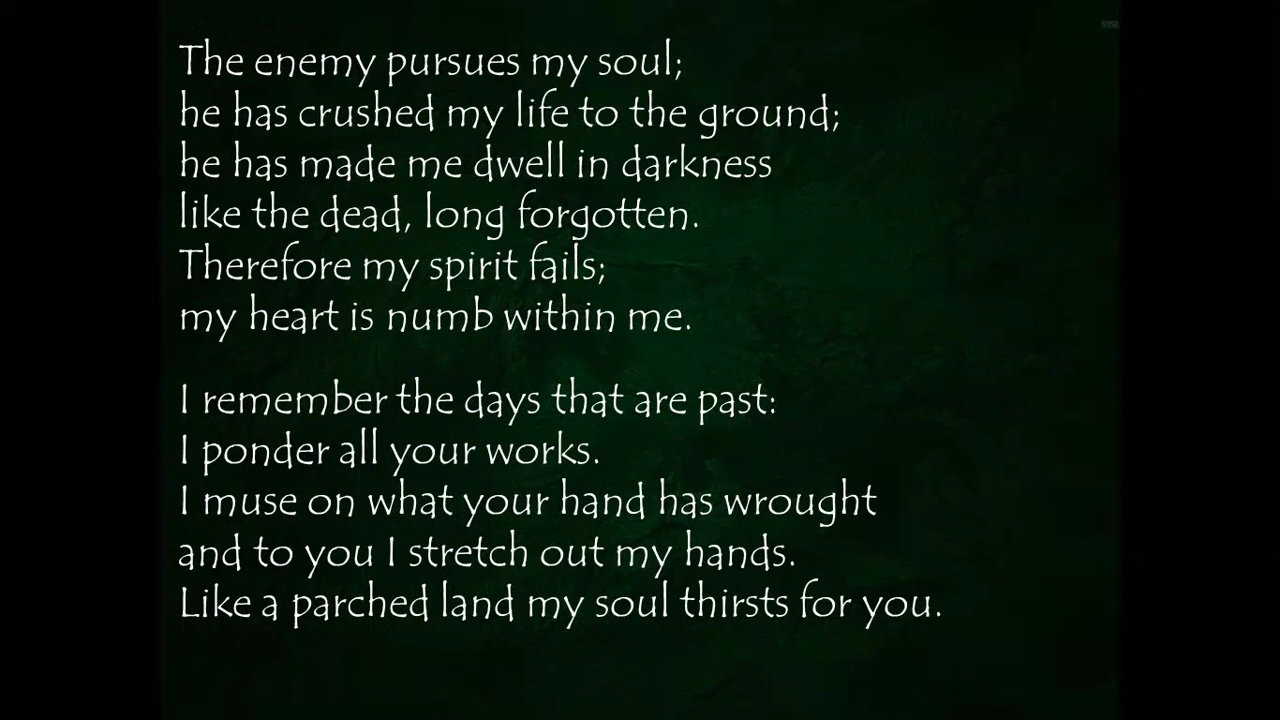 The enemy pursues my soul;
he has crushed my life to the ground;
he has made me dwell in darkness
like the dead, long forgotten.
Therefore my spirit fails;
my heart is numb within me.
I remember the days that are past:
I ponder all your works.
I muse on what your hand has wrought
and to you I stretch out my hands.
Like a parched land my soul thirsts for you.